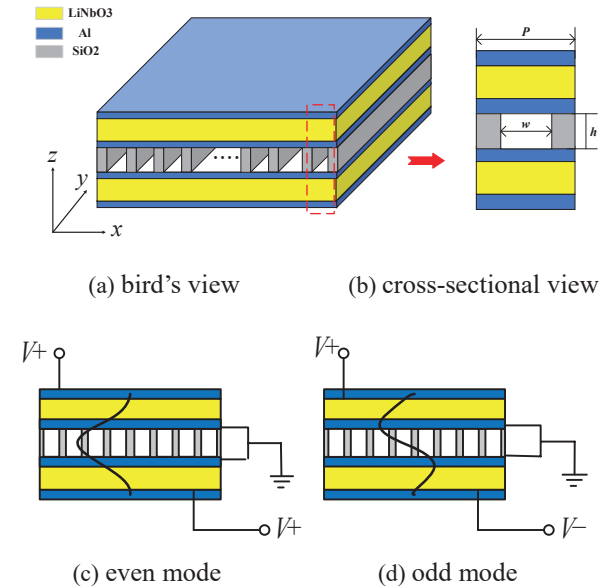 LiNbO3
Al
SiO2
z
y
x
P
w
h
(a) bird's view
(b) cross-sectional view
V+
V+
V+
V−
(c) even mode
(d) odd mode